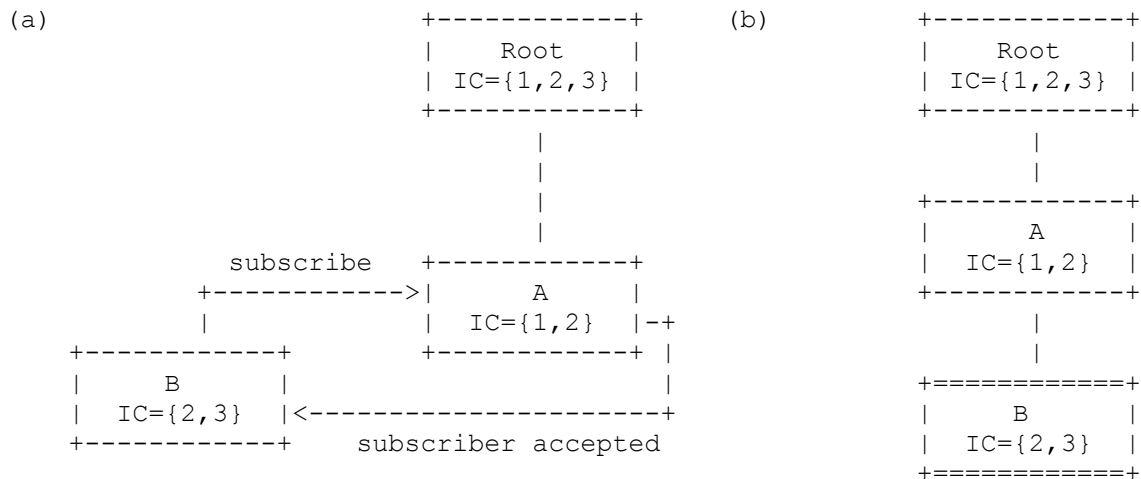 (a)                  +------------+      (b)          +------------+
                     |    Root    |                   |    Root    |
                     | IC={1,2,3} |                   | IC={1,2,3} |
                     +------------+                   +------------+
                            |                                |
                            |                                |
                            |                         +------------+
                            |                         |      A     |
         subscribe   +------------+                   |  IC={1,2}  |
       +------------>|      A     |                   +------------+
       |             |  IC={1,2}  |-+                        |
+------------+       +------------+ |                        |
|     B      |                      |                 +============+
|  IC={2,3}  |<---------------------+                 |     B      |
+------------+  subscriber accepted                   |  IC={2,3}  |
                                                      +============+